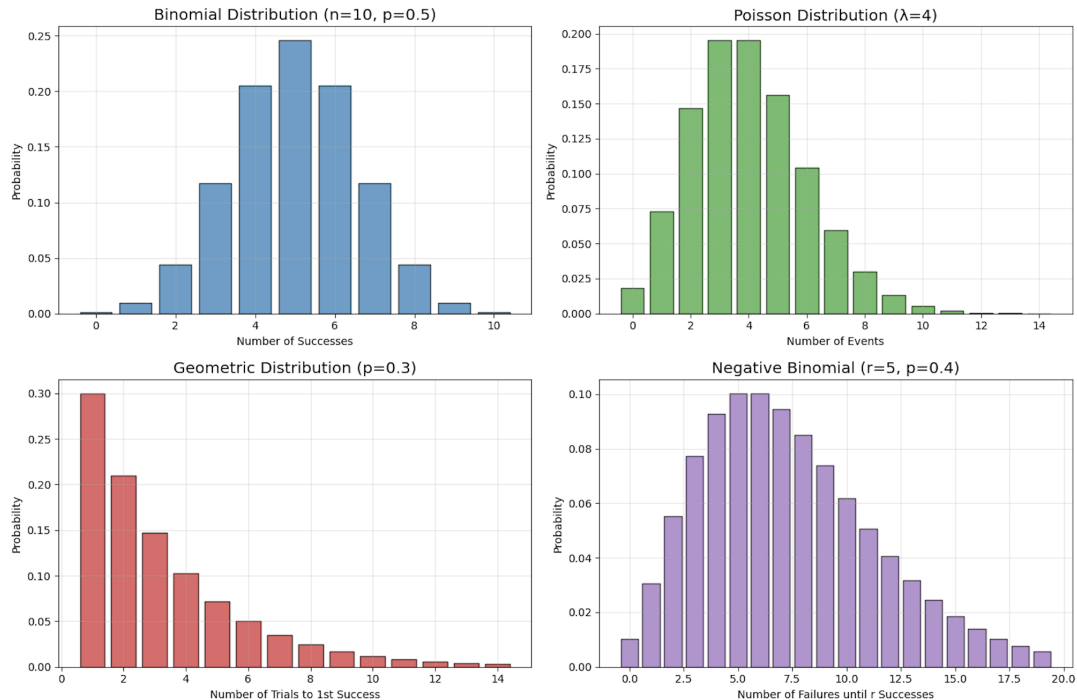 Binomial Distribution (n=10, p=0.5)
0.25
0.20
0.15
0.10
0.05
0.00
Probability
0 2 4 6 8 10
Number of Successes
Poisson Distribution (λ=4)
0.200
0.175
0.150
0.125
0.100
0.075
0.050
0.025
0.000
Probability
0 2 4 6 8 10 12 14
Number of Events
Geometric Distribution (p=0.3)
0.30
0.25
0.20
0.15
0.10
0.05
0.00
Probability
0 2 4 6 8 10 12 14
Number of Trials to 1st Success
Negative Binomial (r=5, p=0.4)
0.10
0.08
0.06
0.04
0.02
0.00
Probability
0.0 2.5 5.0 7.5 10.0 12.5 15.0 17.5 20.0
Number of Failures until r Successes